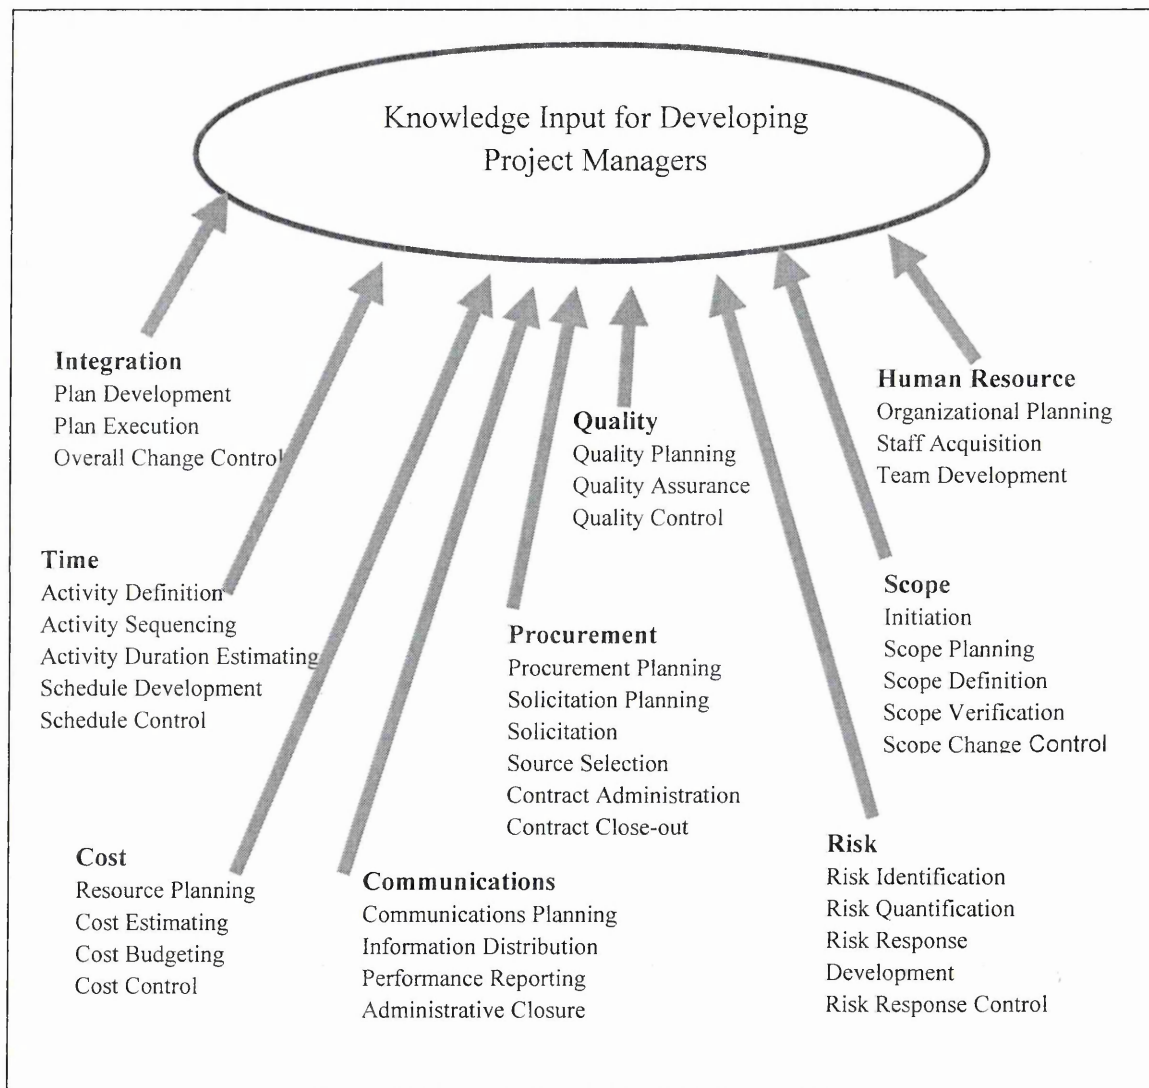 Knowledge Input for Developing
Project Managers
Integration
Plan Development
Plan Execution
Overall Change Control
Time
Activity Definition
Activity Sequencing
Activity Duration Estimating
Schedule Development
Schedule Control
Cost
Resource Planning
Cost Estimating
Cost Budgeting
Cost Control
Communications
Communications Planning
Information Distribution
Performance Reporting
Administrative Closure
Procurement
Procurement Planning
Solicitation Planning
Solicitation
Source Selection
Contract Administration
Contract Close-out
Quality
Quality Planning
Quality Assurance
Quality Control
Risk
Risk Identification
Risk Quantification
Risk Response
Development
Risk Response Control
Scope
Initiation
Scope Planning
Scope Definition
Scope Verification
Scope Change Control
Human Resource
Organizational Planning
Staff Acquisition
Team Development